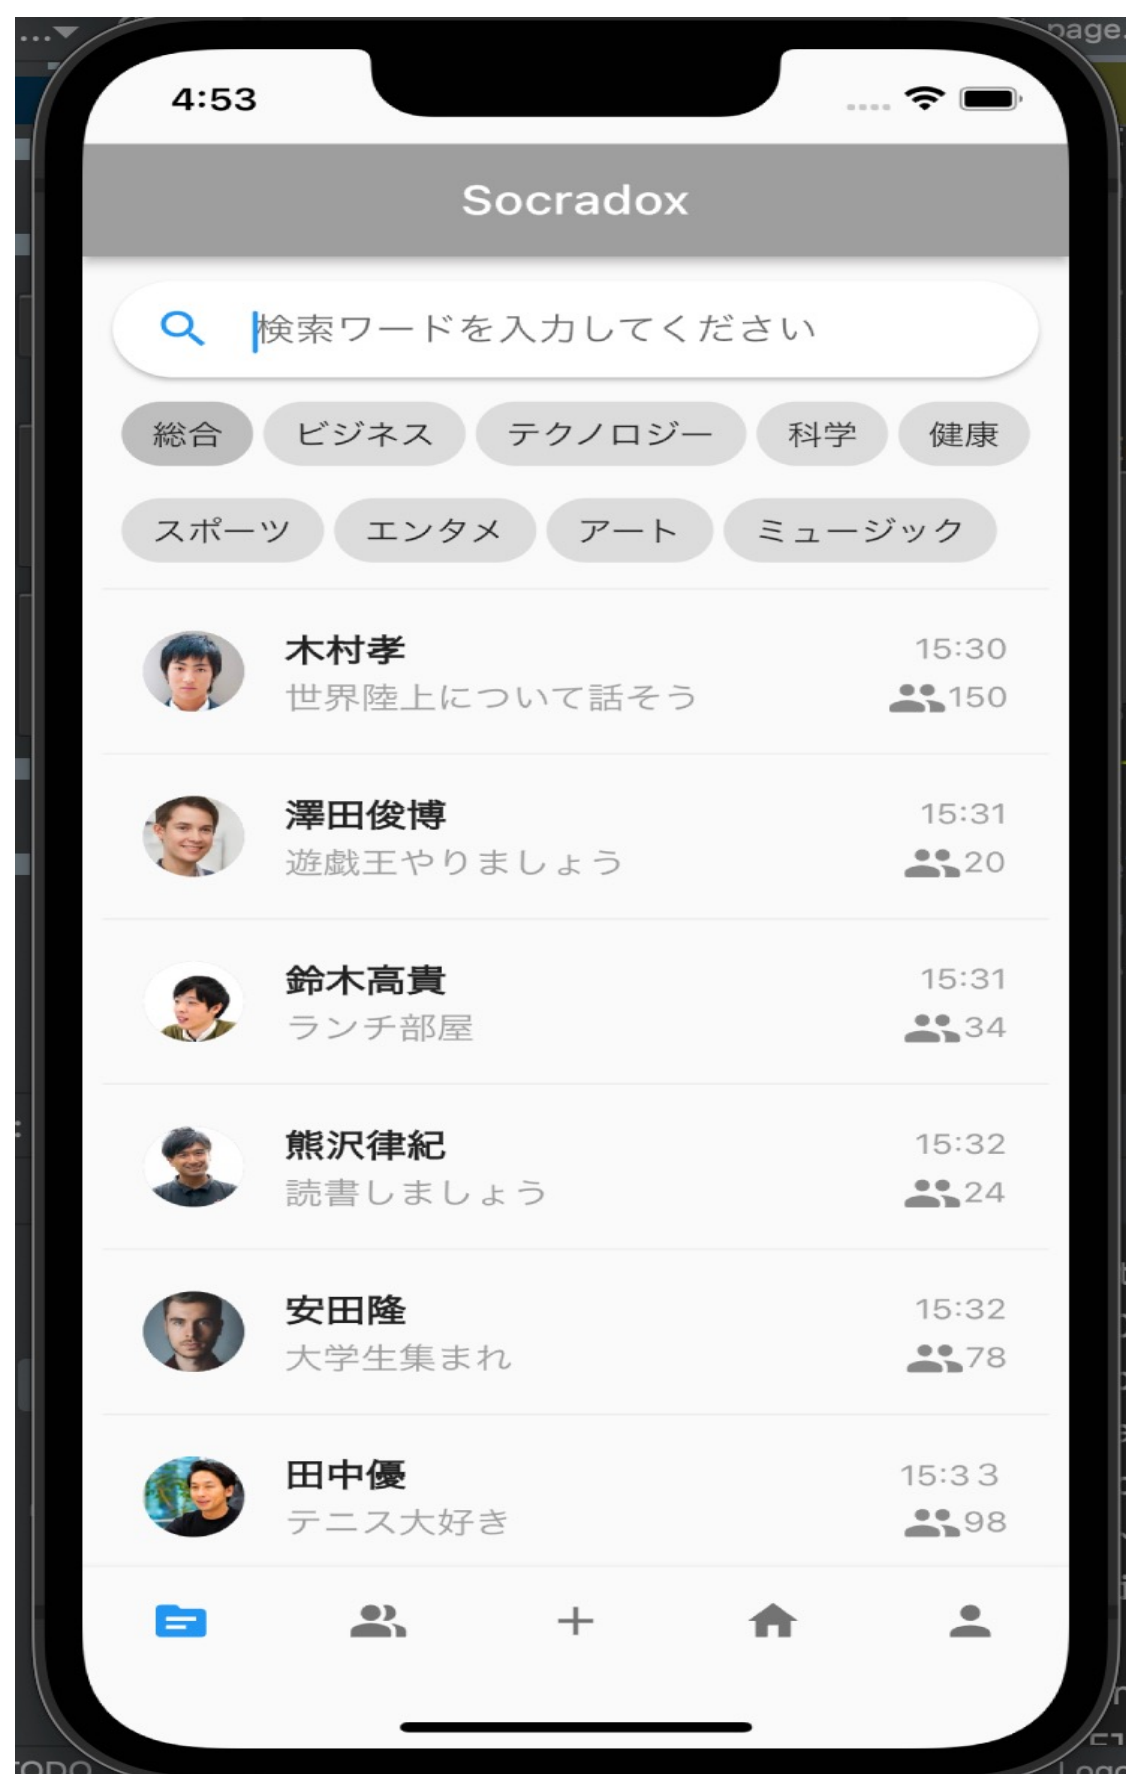 ...
page.
4:53
Socradox
検索ワードを入力してください
総合 ビジネス テクノロジー 科学 健康
スポーツ エンタメ アート ミュージック
木村孝 15:30
世界陸上について話そう 150
澤田俊博 15:31
遊戯王やりましょう 20
鈴木高貴 15:31
ランチ部屋 34
熊沢律紀 15:32
読書しましょう 24
安田隆 15:32
大学生集まれ 78
田中優 15:3３
テニス大好き 98
TODO